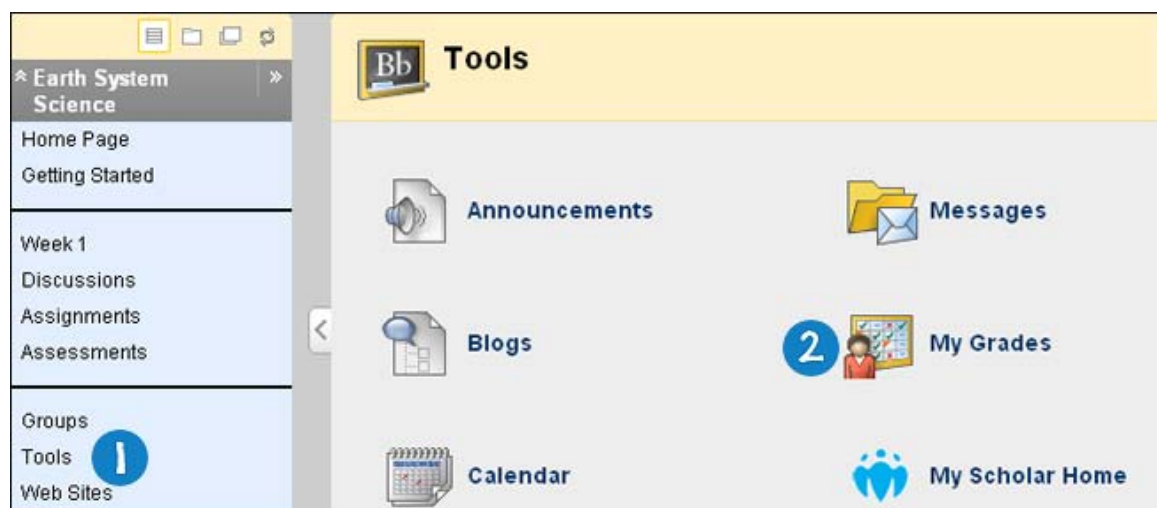 Earth System
Science
Home Page
Getting Started
Week 1
Discussions
Assignments
Assessments
Groups
Tools
1
Web Sites
Bb
Tools
Announcements
Messages
Blogs
2
My Grades
Calendar
My Scholar Home